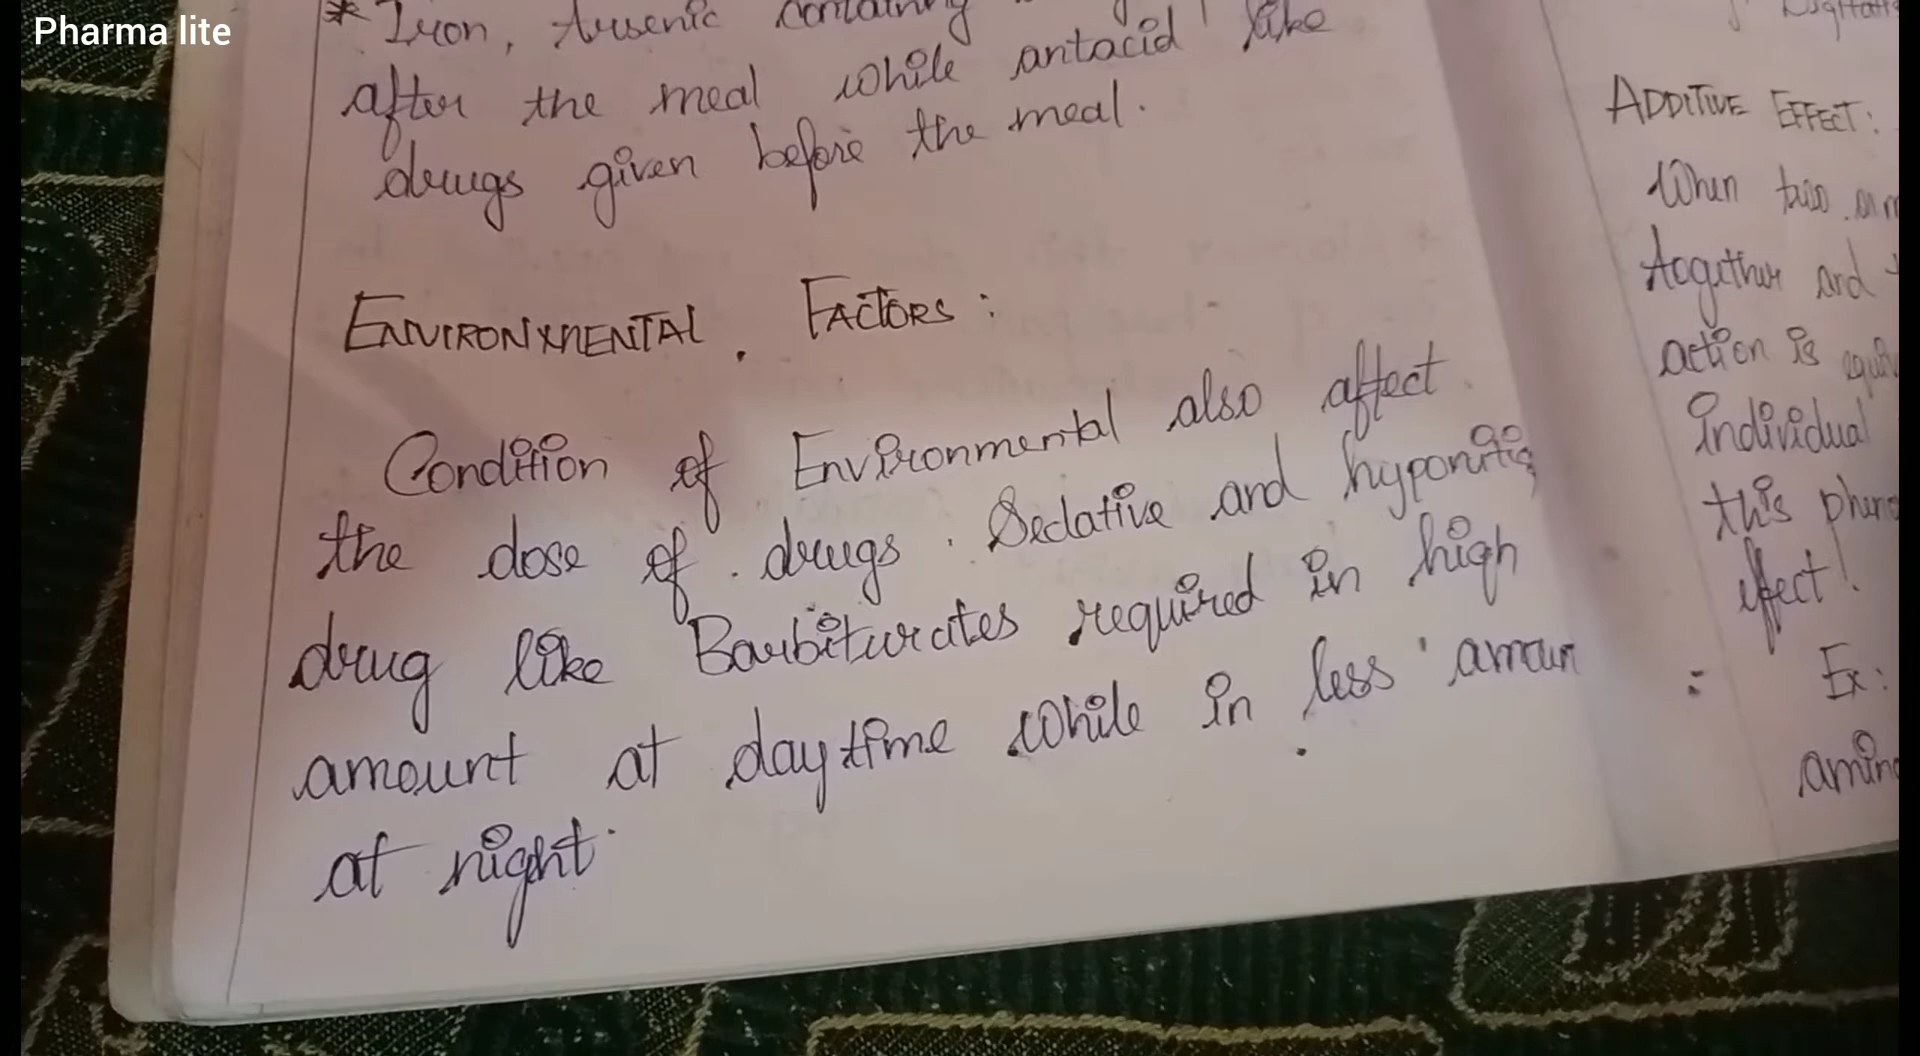 Pharma lite
* Iron, Arsenic containing
after the meal while antacid like
drugs given before the meal.
ENVIRONMENTAL FACTORS :
Condition of Environmental also affect
the dose of drugs. Sedative and
drug like Barbiturates required in high
amount at daytime while in less amoun
at night.
ADDITIVE EFFECT:
When two
together and
action is
individual
this
effect!
Ex: